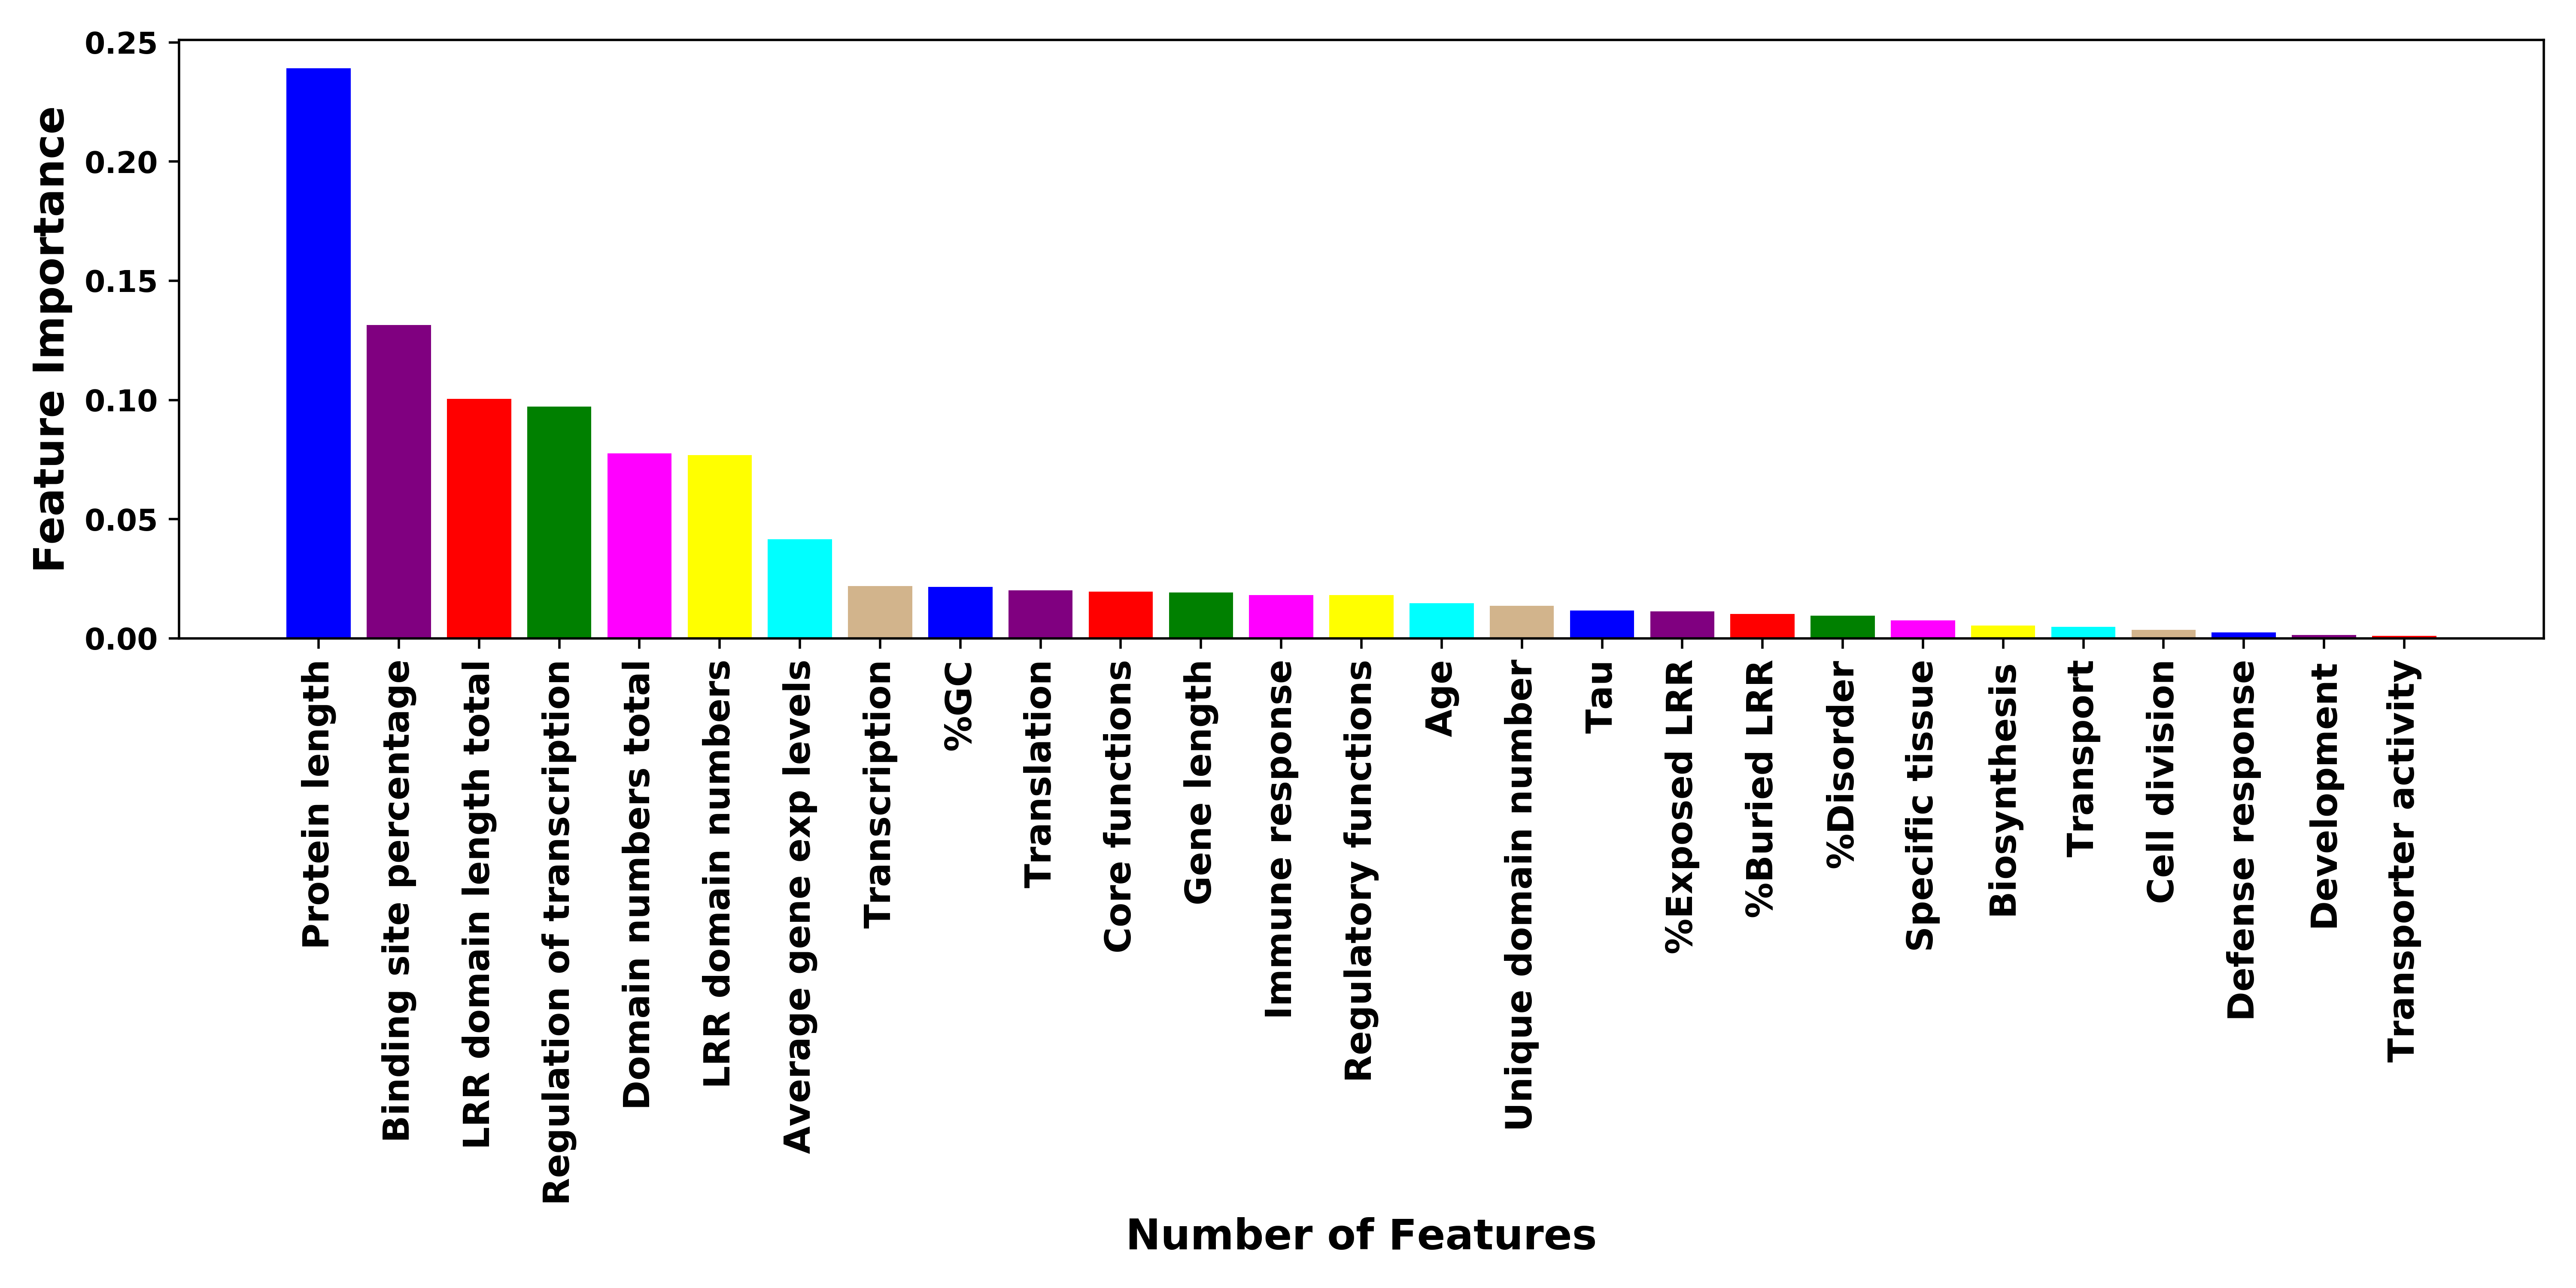 Feature Importance
0.25
0.20
0.15
0.10
0.05
0.00
Protein length
Binding site percentage
LRR domain length total
Regulation of transcription
Domain numbers total
LRR domain numbers
Average gene exp levels
Transcription
%GC
Translation
Core functions
Gene length
Immune response
Regulatory functions
Age
Unique domain number
Tau
%Exposed LRR
%Buried LRR
%Disorder
Specific tissue
Biosynthesis
Transport
Cell division
Defense response
Development
Transporter activity
Number of Features